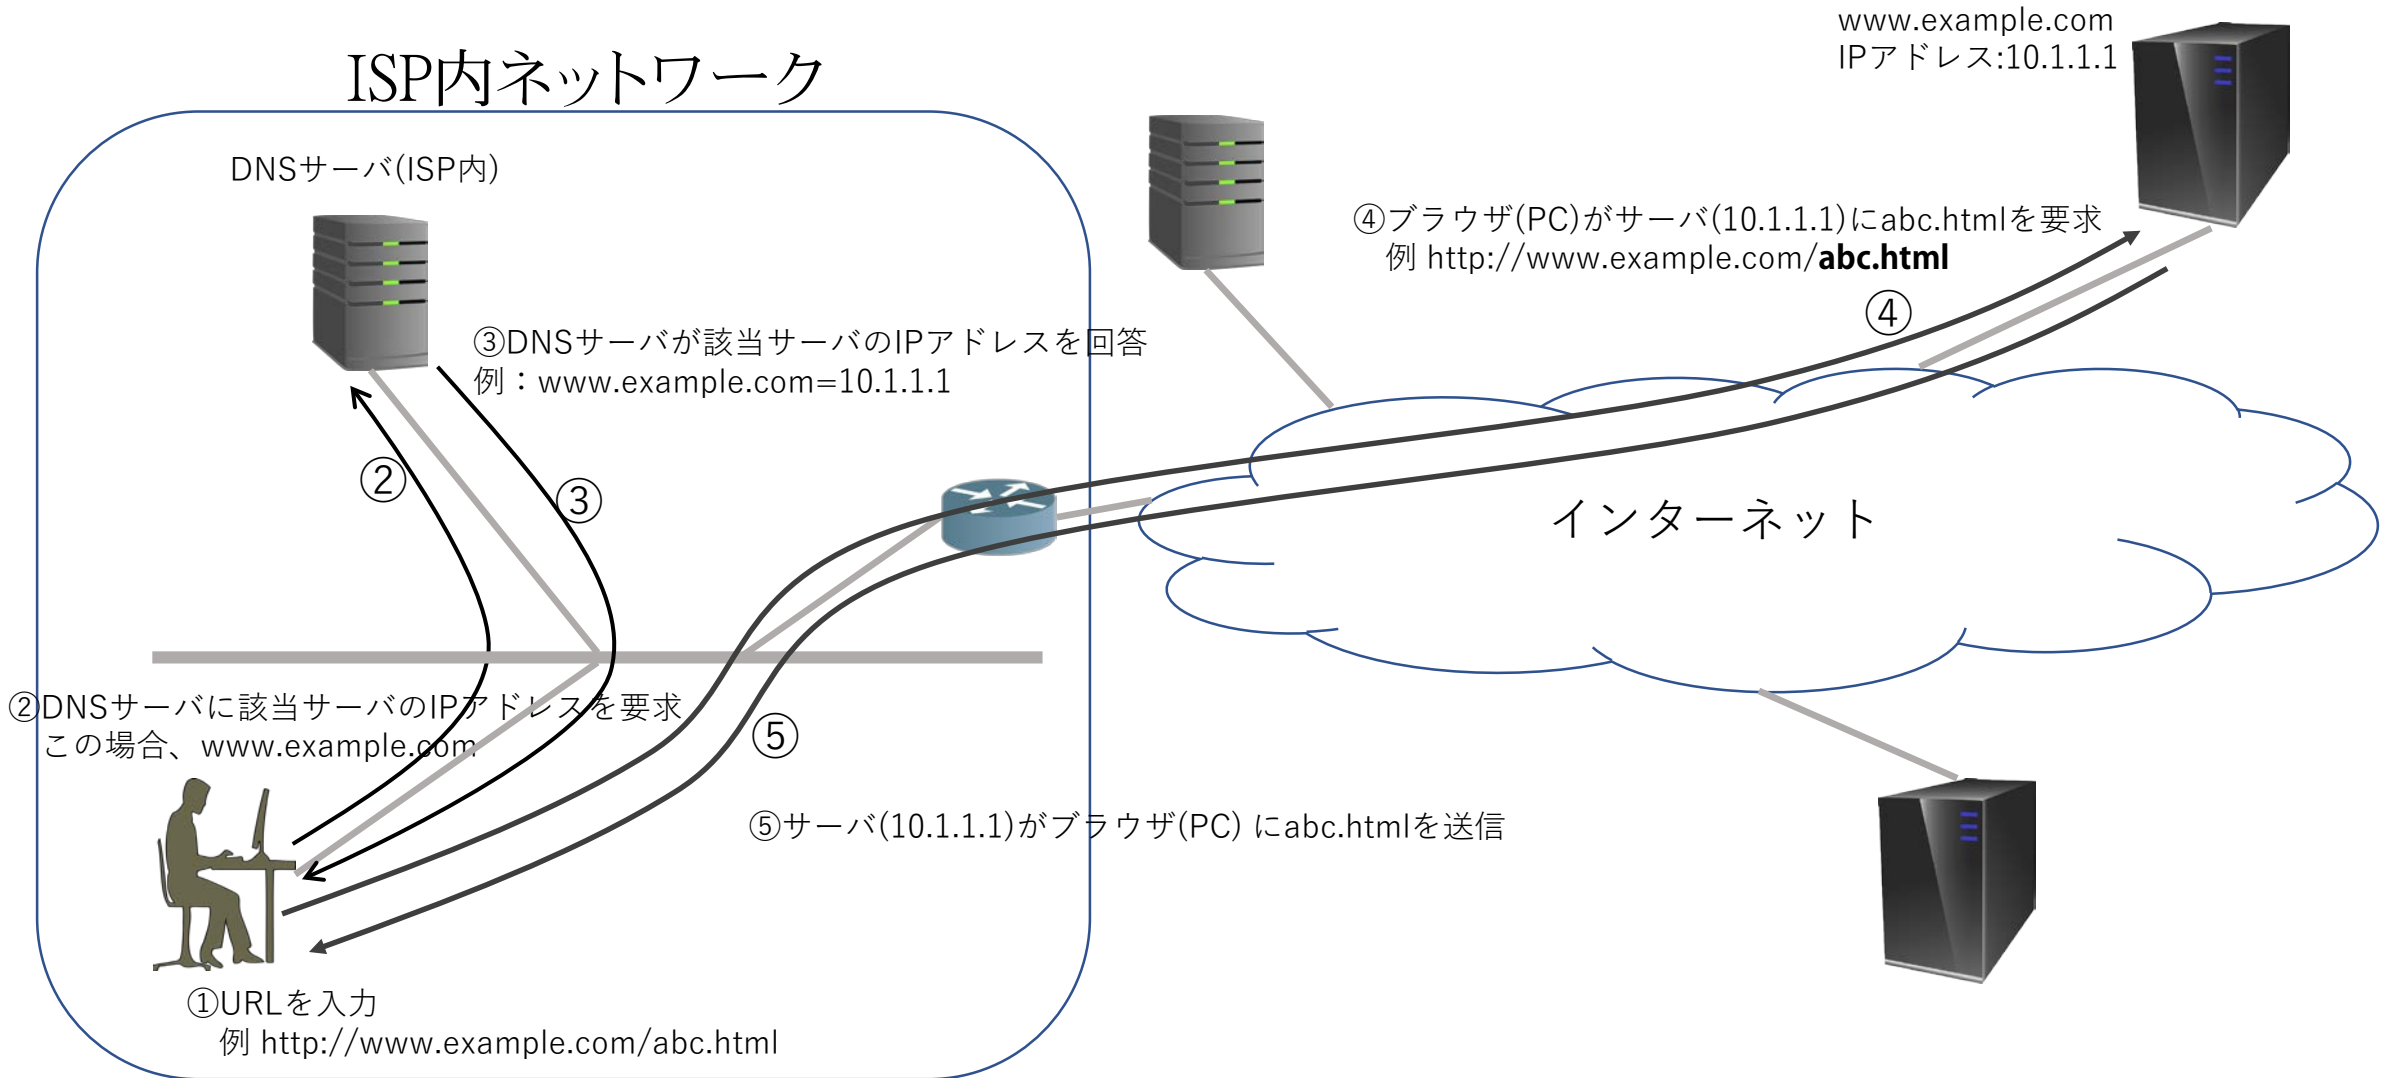 www.example.com
IPアドレス:10.1.1.1
ISP内ネットワーク
DNSサーバ(ISP内)
④ブラウザ(PC)がサーバ(10.1.1.1)にabc.htmlを要求
例 http://www.example.com/abc.html
④
③DNSサーバが該当サーバのIPアドレスを回答
例：www.example.com=10.1.1.1
②
③
インターネット
②DNSサーバに該当サーバのIPアドレスを要求
この場合、www.example.com
⑤
⑤サーバ(10.1.1.1)がブラウザ(PC) にabc.htmlを送信
①URLを入力
例 http://www.example.com/abc.html